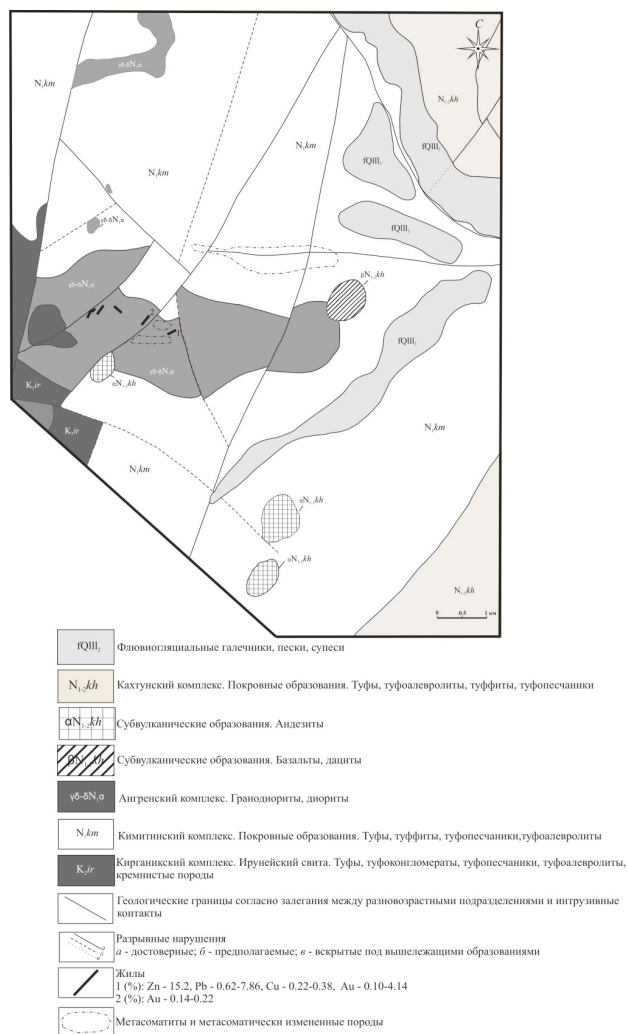 С
γδ-δN₁α
N₁km
N₁₋₂kh
N₁km
fQIII₂
fQIII₂
N₁km
γδ-δN₁α
fQIII₂
βN₁₋₂kh
γδ-δN₁α
2
1
fQIII₂
γδ-δN₁α
αN₁₋₂kh
K₂ir
N₁km
K₂ir
N₁km
αN₁₋₂kh
αN₁₋₂kh
N₁₋₂kh
0 0,5 1 км
fQIII₂ Флювиогляциальные галечники, пески, супеси
N₁₋₂kh Кахтунский комплекс. Покровные образования. Туфы, туфоалевролиты, туффиты, туфопесчаники
αN₁₋₂kh Субвулканические образования. Андезиты
βN₁₋₂kh Субвулканические образования. Базальты, дациты
γδ-δN₁α Ангренский комплекс. Гранодиориты, диориты
N₁km Кимитинский комплекс. Покровные образования. Туфы, туффиты, туфопесчаники,туфоалевролиты
K₂ir Кирганикский комплекс. Ирунейский свита. Туфы, туфоконгломераты, туфопесчаники, туфоалевролиты,
кремнистые породы
Геологические границы согласно залегания между разновозрастными подразделениями и интрузивные
контакты
Разрывные нарушения
а - достоверные; б - предполагаемые; в - вскрытые под вышележащими образованиями
а
б
в
Жилы
1 (%): Zn - 15.2, Pb - 0.62-7.86, Cu - 0.22-0.38, Au - 0.10-4.14
2 (%): Au - 0.14-0.22
Метасоматиты и метасоматически измененные породы